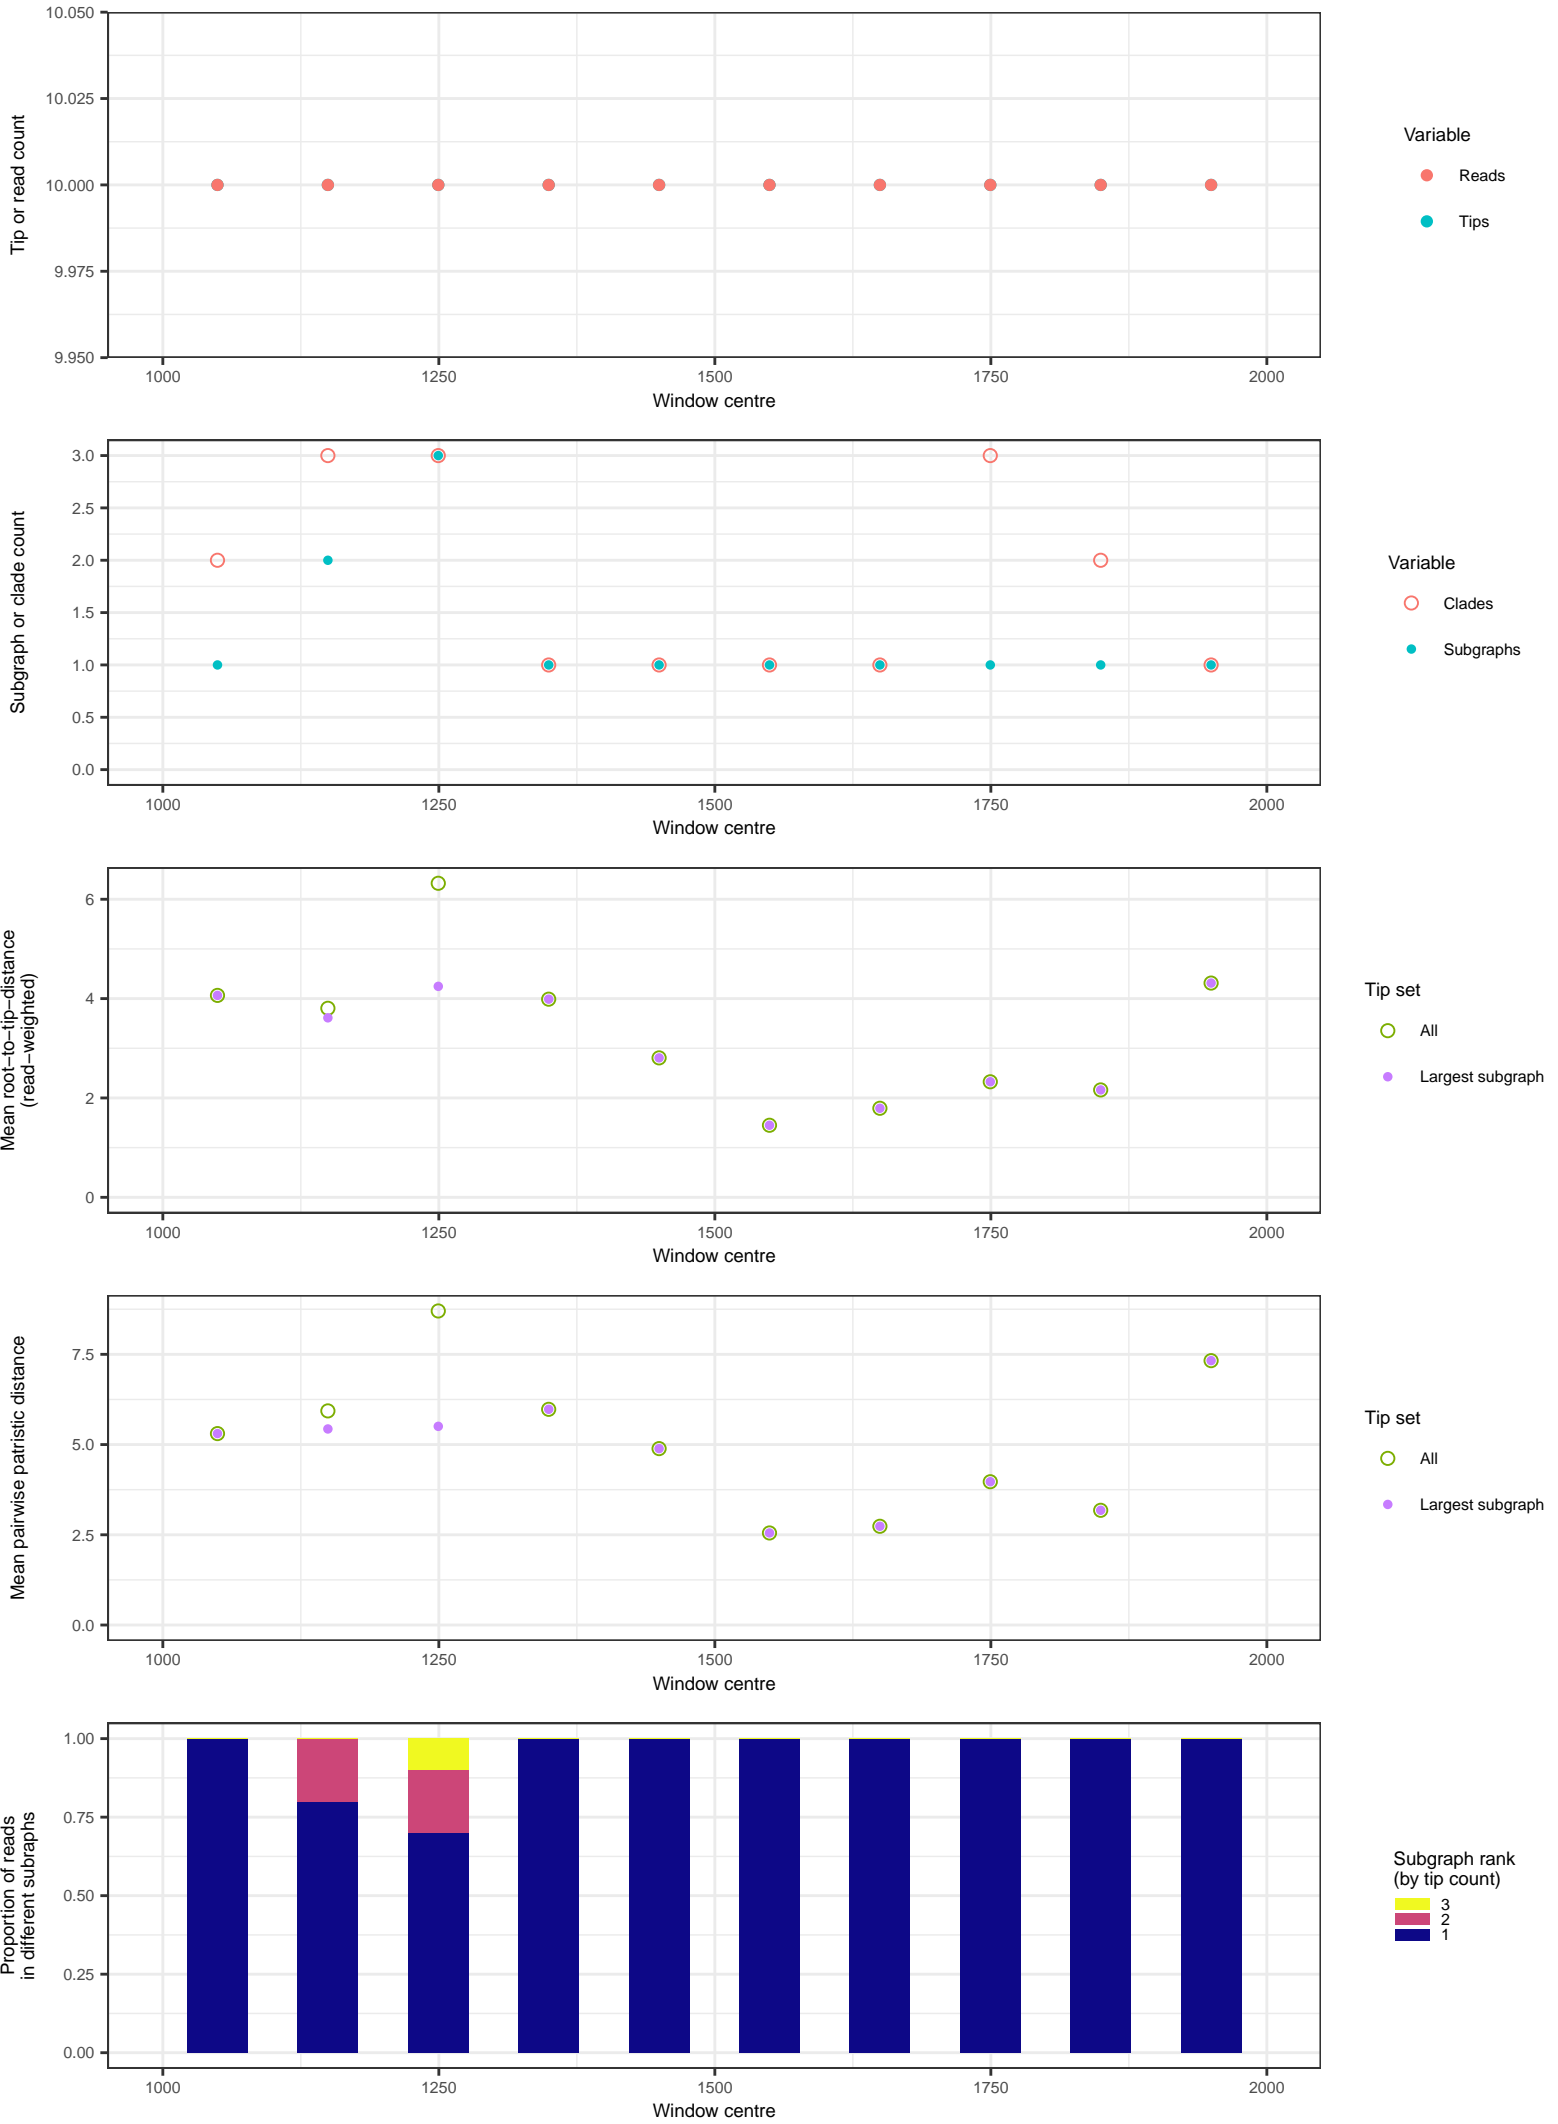 10.050
10.025
10.000
9.975
9.950
Tip or read count
1000 1250 1500 1750 2000
Window centre
Variable
Reads
Tips
3.0
2.5
2.0
1.5
1.0
0.5
0.0
Subgraph or clade count
1000 1250 1500 1750 2000
Window centre
Variable
Clades
Subgraphs
6
4
2
0
Mean root−to−tip−distance
(read−weighted)
1000 1250 1500 1750 2000
Window centre
Tip set
All
Largest subgraph
7.5
5.0
2.5
0.0
Mean pairwise patristic distance
1000 1250 1500 1750 2000
Window centre
Tip set
All
Largest subgraph
1.00
0.75
0.50
0.25
0.00
Proportion of reads
in different subraphs
1000 1250 1500 1750 2000
Window centre
Subgraph rank
(by tip count)
3
2
1